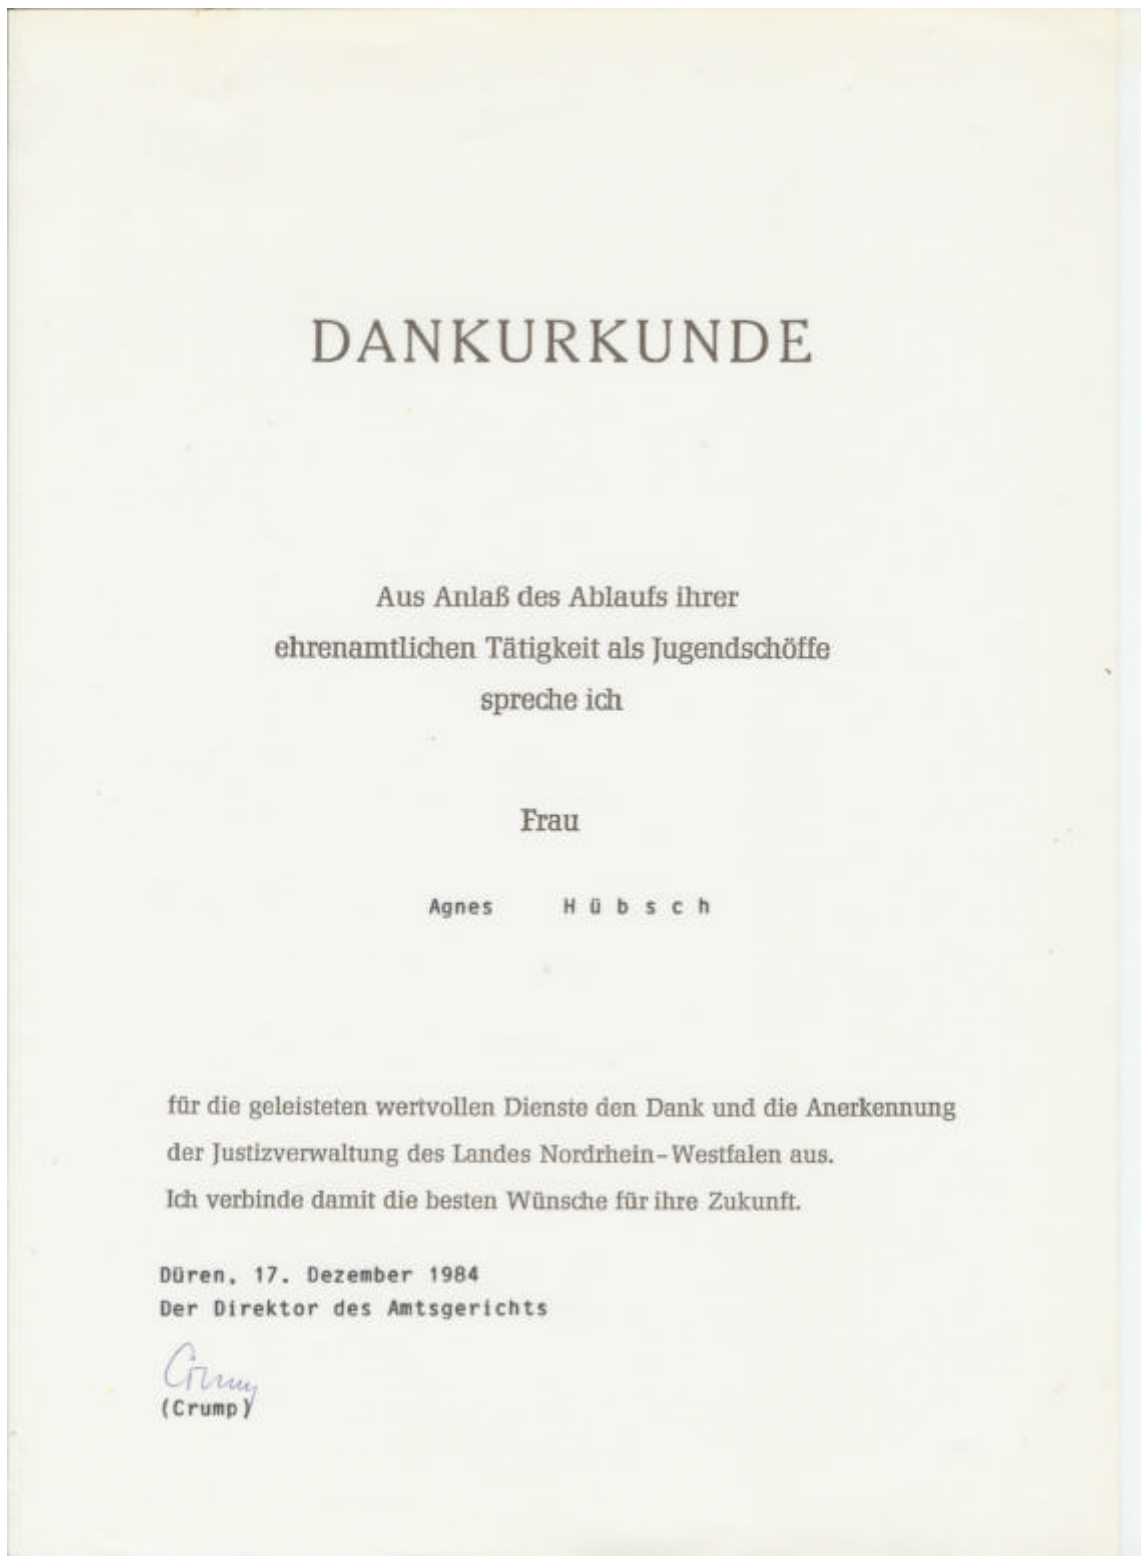 DANKURKUNDE
Aus Anlaß des Ablaufs ihrer
ehrenamtlichen Tätigkeit als Jugendschöffe
spreche ich
Frau
Agnes H ü b s c h
für die geleisteten wertvollen Dienste den Dank und die Anerkennung
der Justizverwaltung des Landes Nordrhein-Westfalen aus.
Ich verbinde damit die besten Wünsche für ihre Zukunft.
Düren, 17. Dezember 1984
Der Direktor des Amtsgerichts
Crump
(Crump)